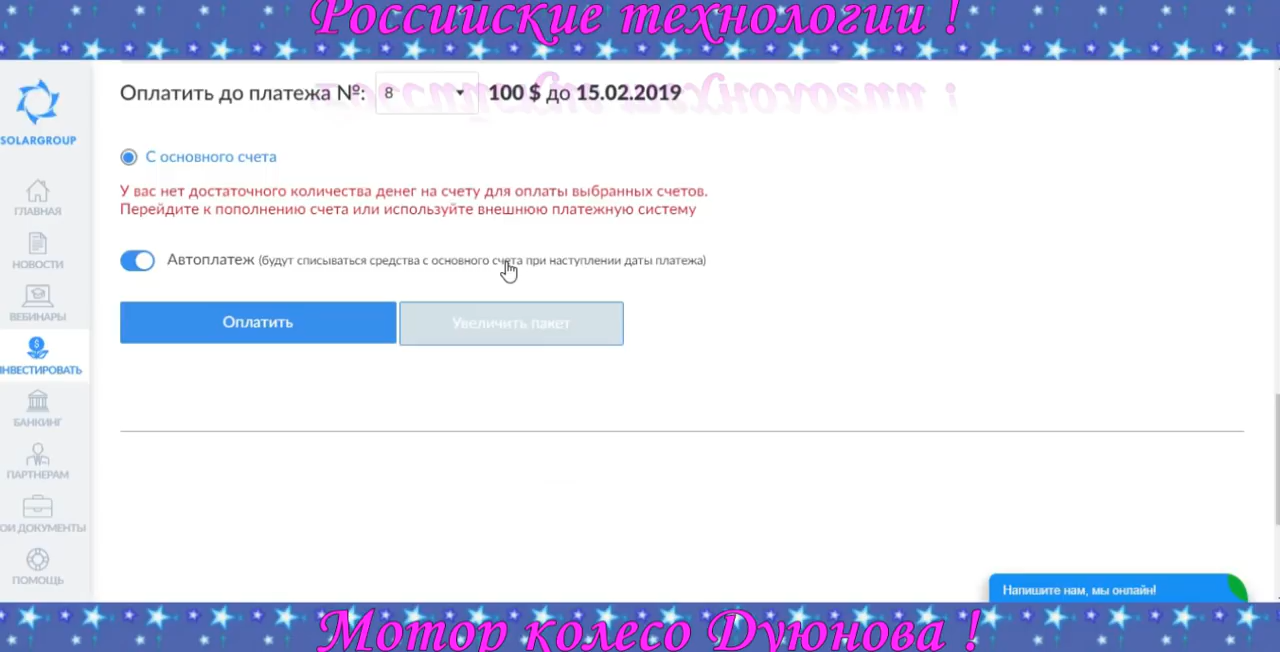 Российские технологии !
SOLARGROUP
Оплатить до платежа №: 8 100 $ до 15.02.2019
российские технологии !
С основного счета
У вас нет достаточного количества денег на счету для оплаты выбранных счетов.
Перейдите к пополнению счета или используйте внешнюю платежную систему
Автоплатеж (будут списываться средства с основного счета при наступлении даты платежа)
Оплатить
Увеличить пакет
ГЛАВНАЯ
НОВОСТИ
ВЕБИНАРЫ
ИНВЕСТИРОВАТЬ
БАНКИНГ
ПАРТНЕРАМ
ОИ ДОКУМЕНТЫ
ПОМОЩЬ
Напишите нам, мы онлайн!
Мотор колесо Дуюнова !